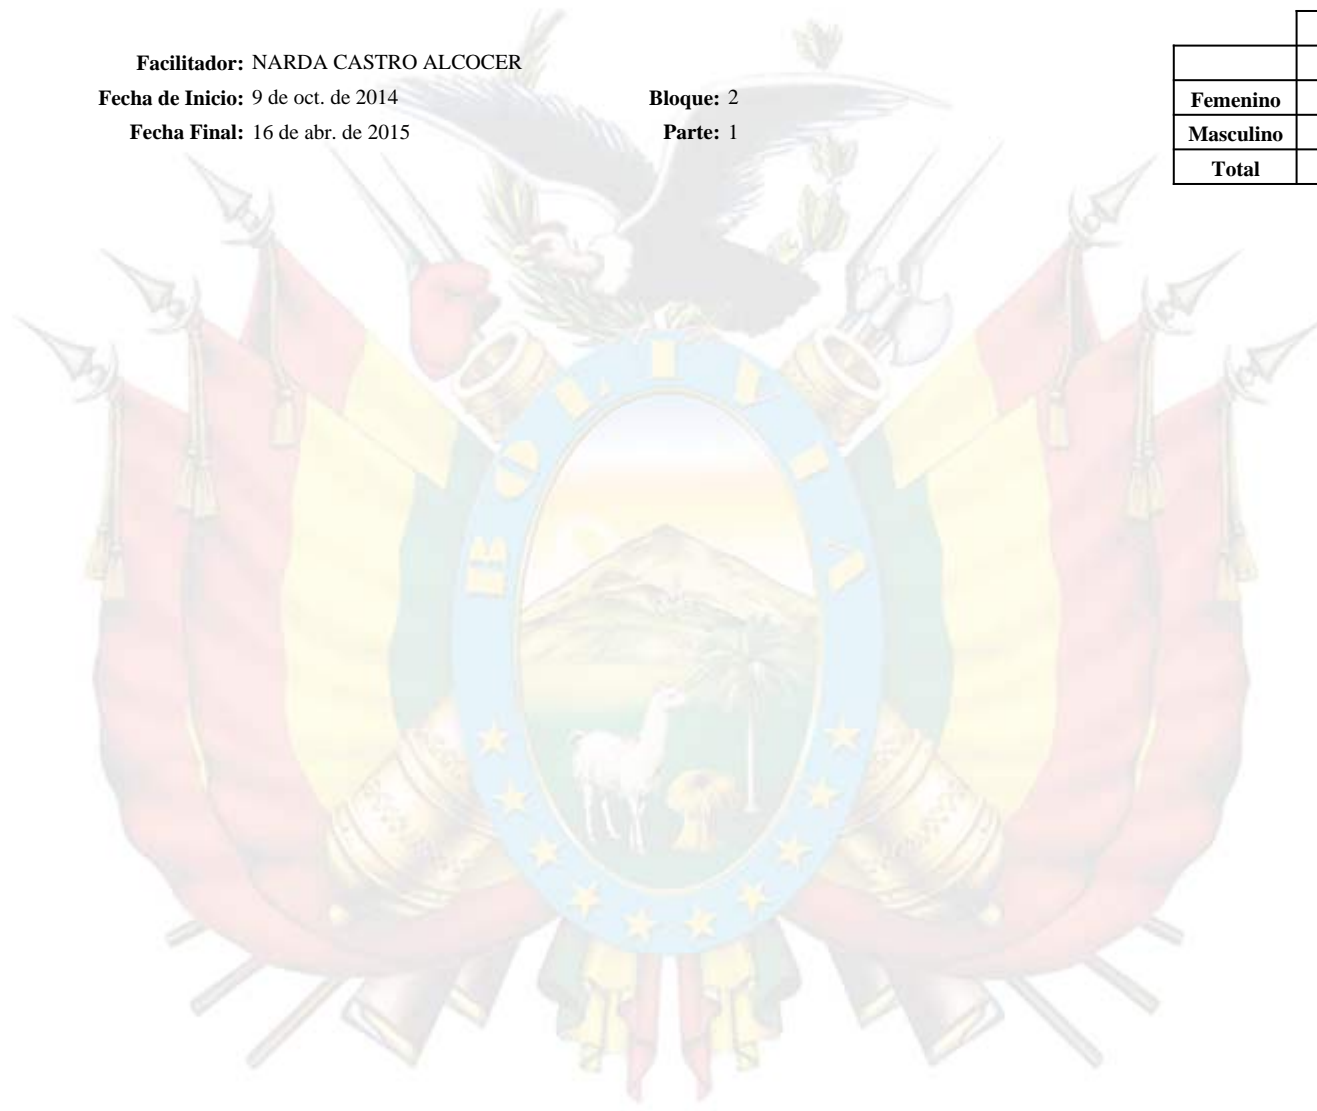 Facilitador: NARDA CASTRO ALCOCER
Fecha de Inicio: 9 de oct. de 2014 Bloque: 2
Fecha Final: 16 de abr. de 2015 Parte: 1
Femenino
Masculino
Total
BOLIVIA